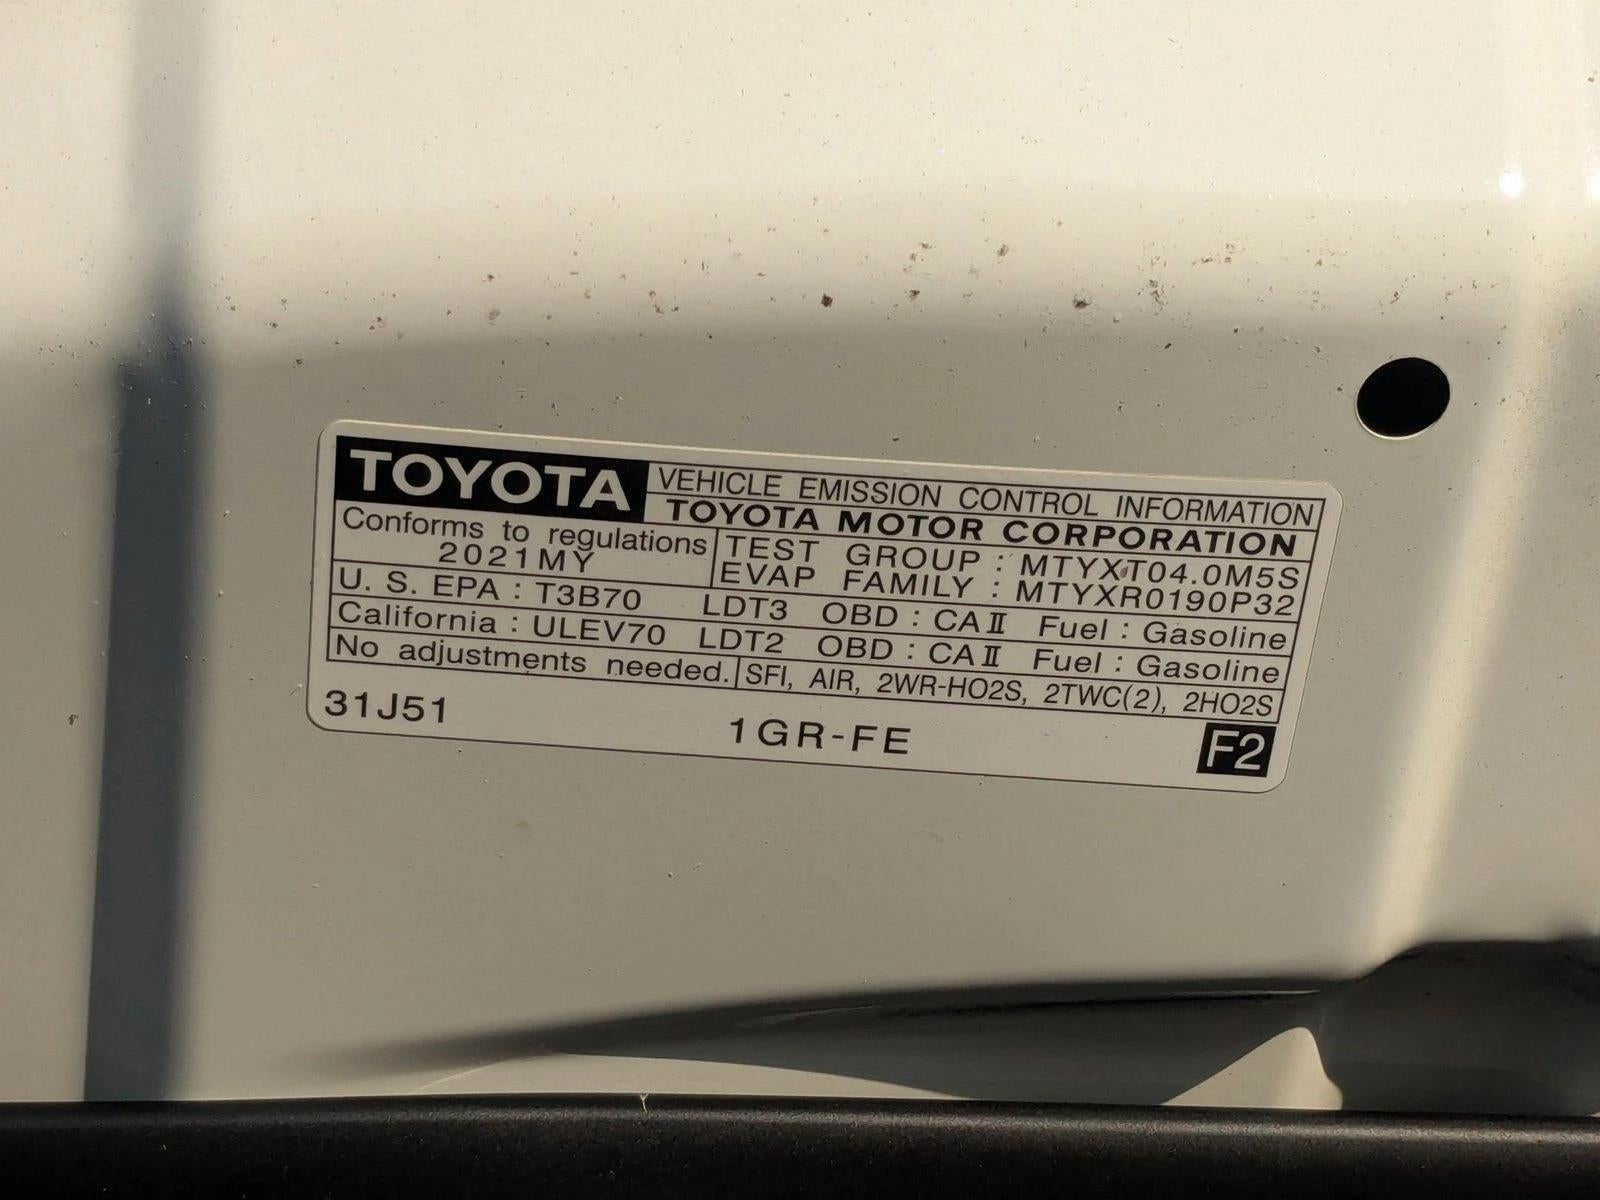 TOYOTA VEHICLE EMISSION CONTROL INFORMATION
TOYOTA MOTOR CORPORATION
Conforms to regulations
2021MY
TEST GROUP : MTYXT04.0M5S
EVAP FAMILY : MTYXR0190P32
U. S. EPA : T3B70 LDT3 OBD : CAⅡ Fuel : Gasoline
California : ULEV70 LDT2 OBD : CAⅡ Fuel : Gasoline
No adjustments needed. SFI, AIR, 2WR-HO2S, 2TWC(2), 2HO2S
31J51 1GR-FE F2